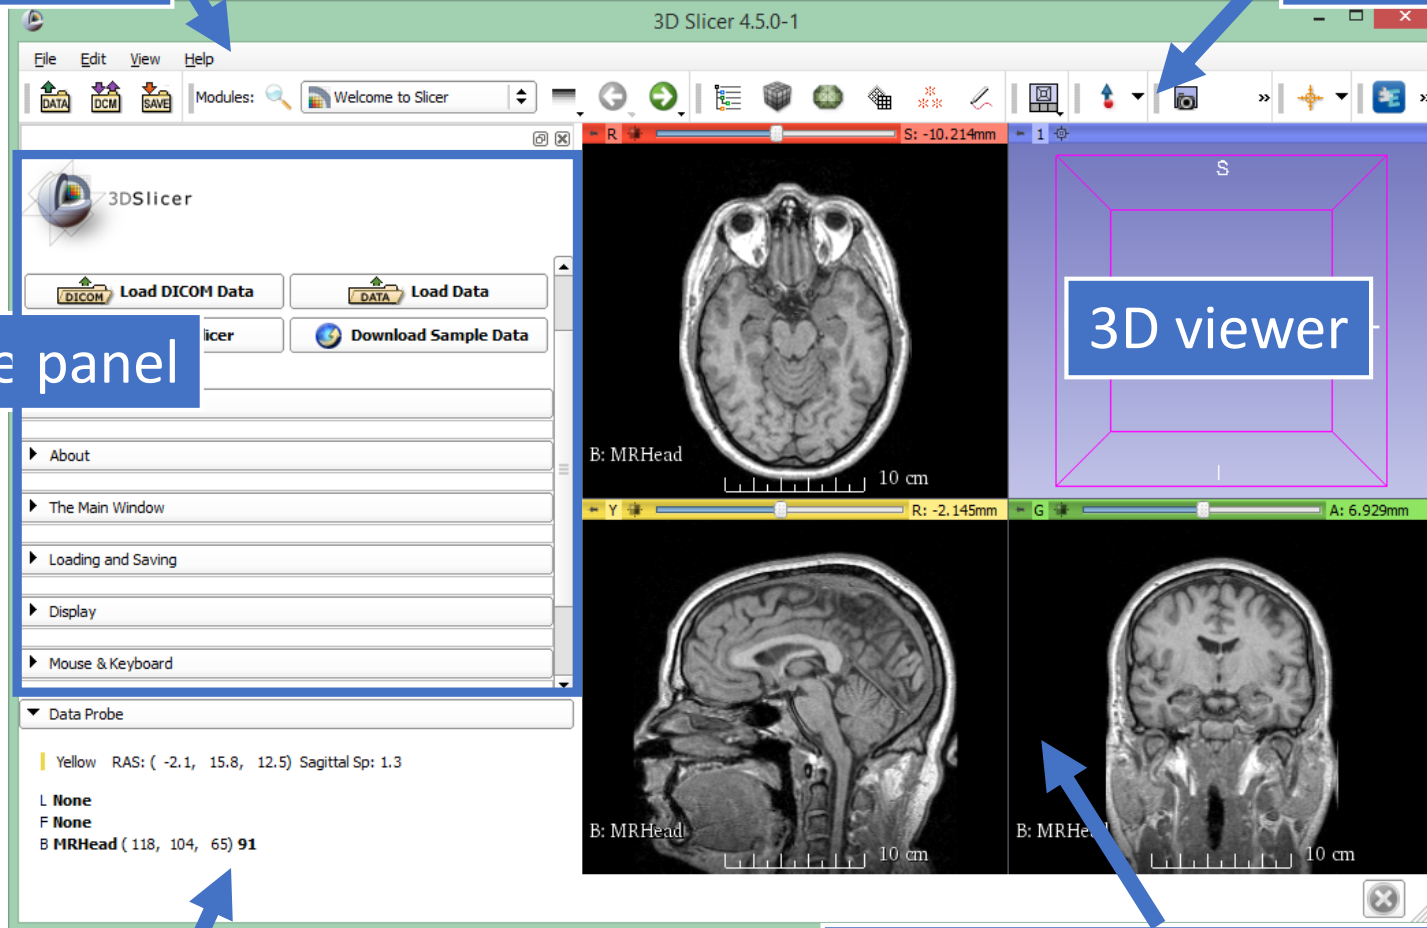 3D Slicer 4.5.0-1
File Edit View Help
DATA DCM SAVE Modules: Welcome to Slicer
R S: -10.214mm
1
S
3DSlicer
DICOM Load DICOM Data
DATA Load Data
licer
Download Sample Data
e panel
3D viewer
About
The Main Window
Loading and Saving
Display
Mouse & Keyboard
B: MRHead
10 cm
I
Y R: -2.145mm
G A: 6.929mm
Data Probe
Yellow RAS: ( -2.1, 15.8, 12.5) Sagittal Sp: 1.3
L None
F None
B MRHead ( 118, 104, 65) 91
B: MRHead
10 cm
B: MRHe d
10 cm